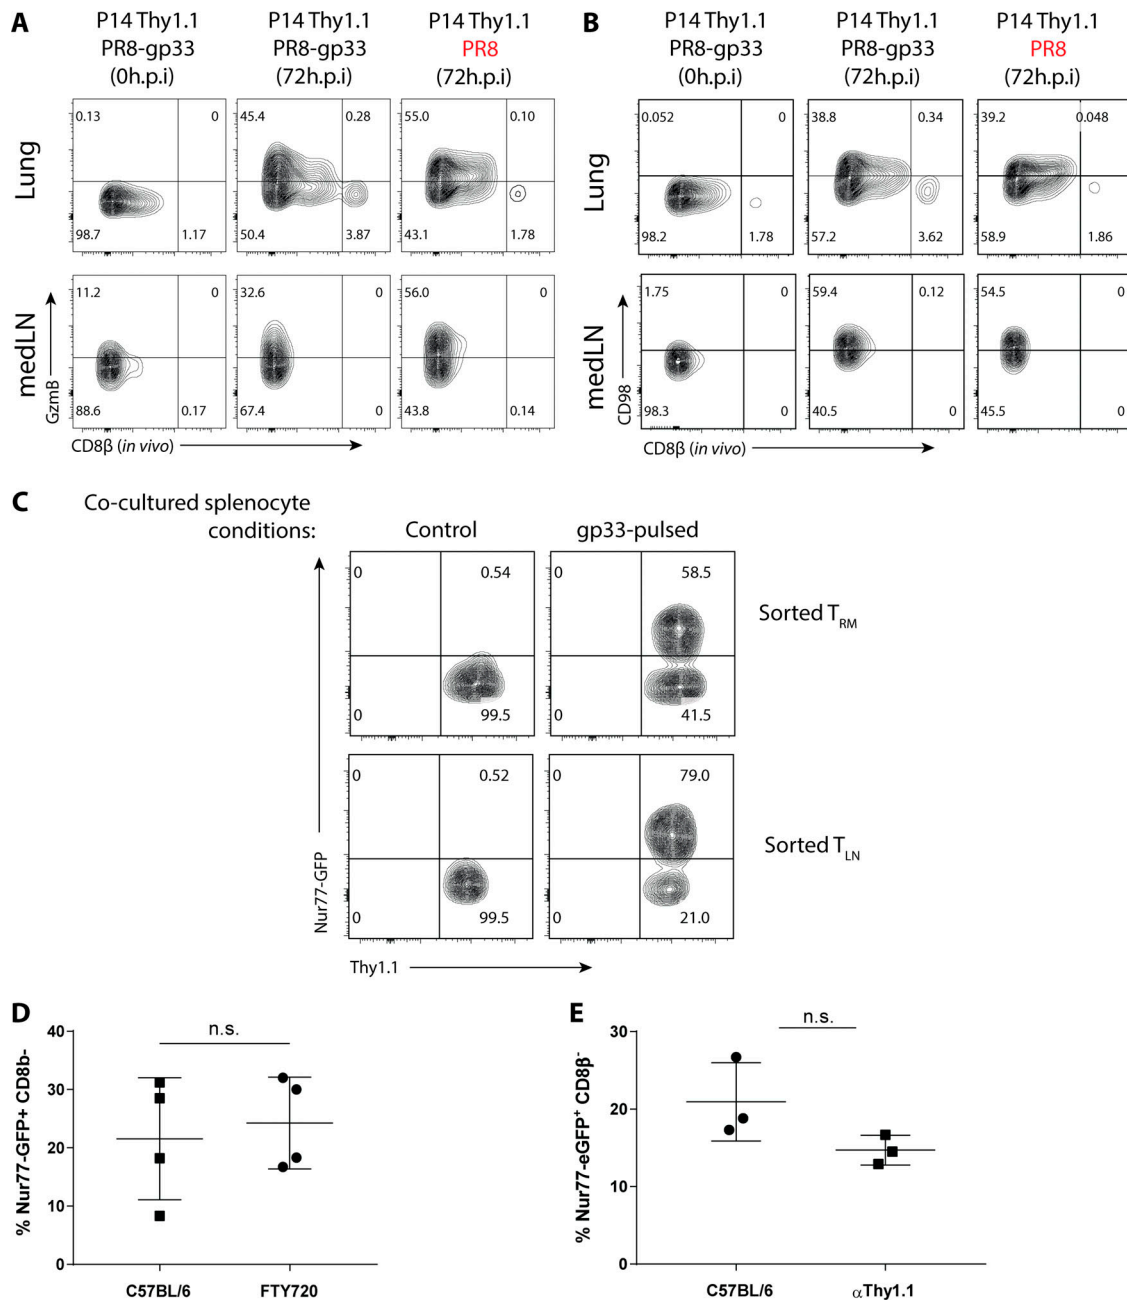 A
P14 Thy1.1
PR8-gp33
(0h.p.i)
P14 Thy1.1
PR8-gp33
(72h.p.i)
P14 Thy1.1
PR8
(72h.p.i)
Lung
0.13
0
98.7
1.17
45.4
0.28
50.4
3.87
55.0
0.10
43.1
1.78
medLN
GzmB
11.2
0
88.6
0.17
32.6
0
67.4
0
56.0
0
43.8
0.14
CD8β (in vivo)
B
P14 Thy1.1
PR8-gp33
(0h.p.i)
P14 Thy1.1
PR8-gp33
(72h.p.i)
P14 Thy1.1
PR8
(72h.p.i)
Lung
0.052
0
98.2
1.78
38.8
0.34
57.2
3.62
39.2
0.048
58.9
1.86
medLN
CD98
1.75
0
98.3
0
59.4
0.12
40.5
0
54.5
0
45.5
0
CD8β (in vivo)
C
Co-cultured splenocyte
conditions:
Control
gp33-pulsed
0
0.54
0
99.5
0
58.5
0
41.5
Sorted TRM
0
0.52
0
99.5
0
79.0
0
21.0
Sorted TLN
Nur77-GFP
Thy1.1
D
n.s.
% Nur77-GFP+ CD8b-
40
30
20
10
0
C57BL/6
FTY720
E
n.s.
% Nur77-eGFP+ CD8β-
30
20
10
0
C57BL/6
αThy1.1